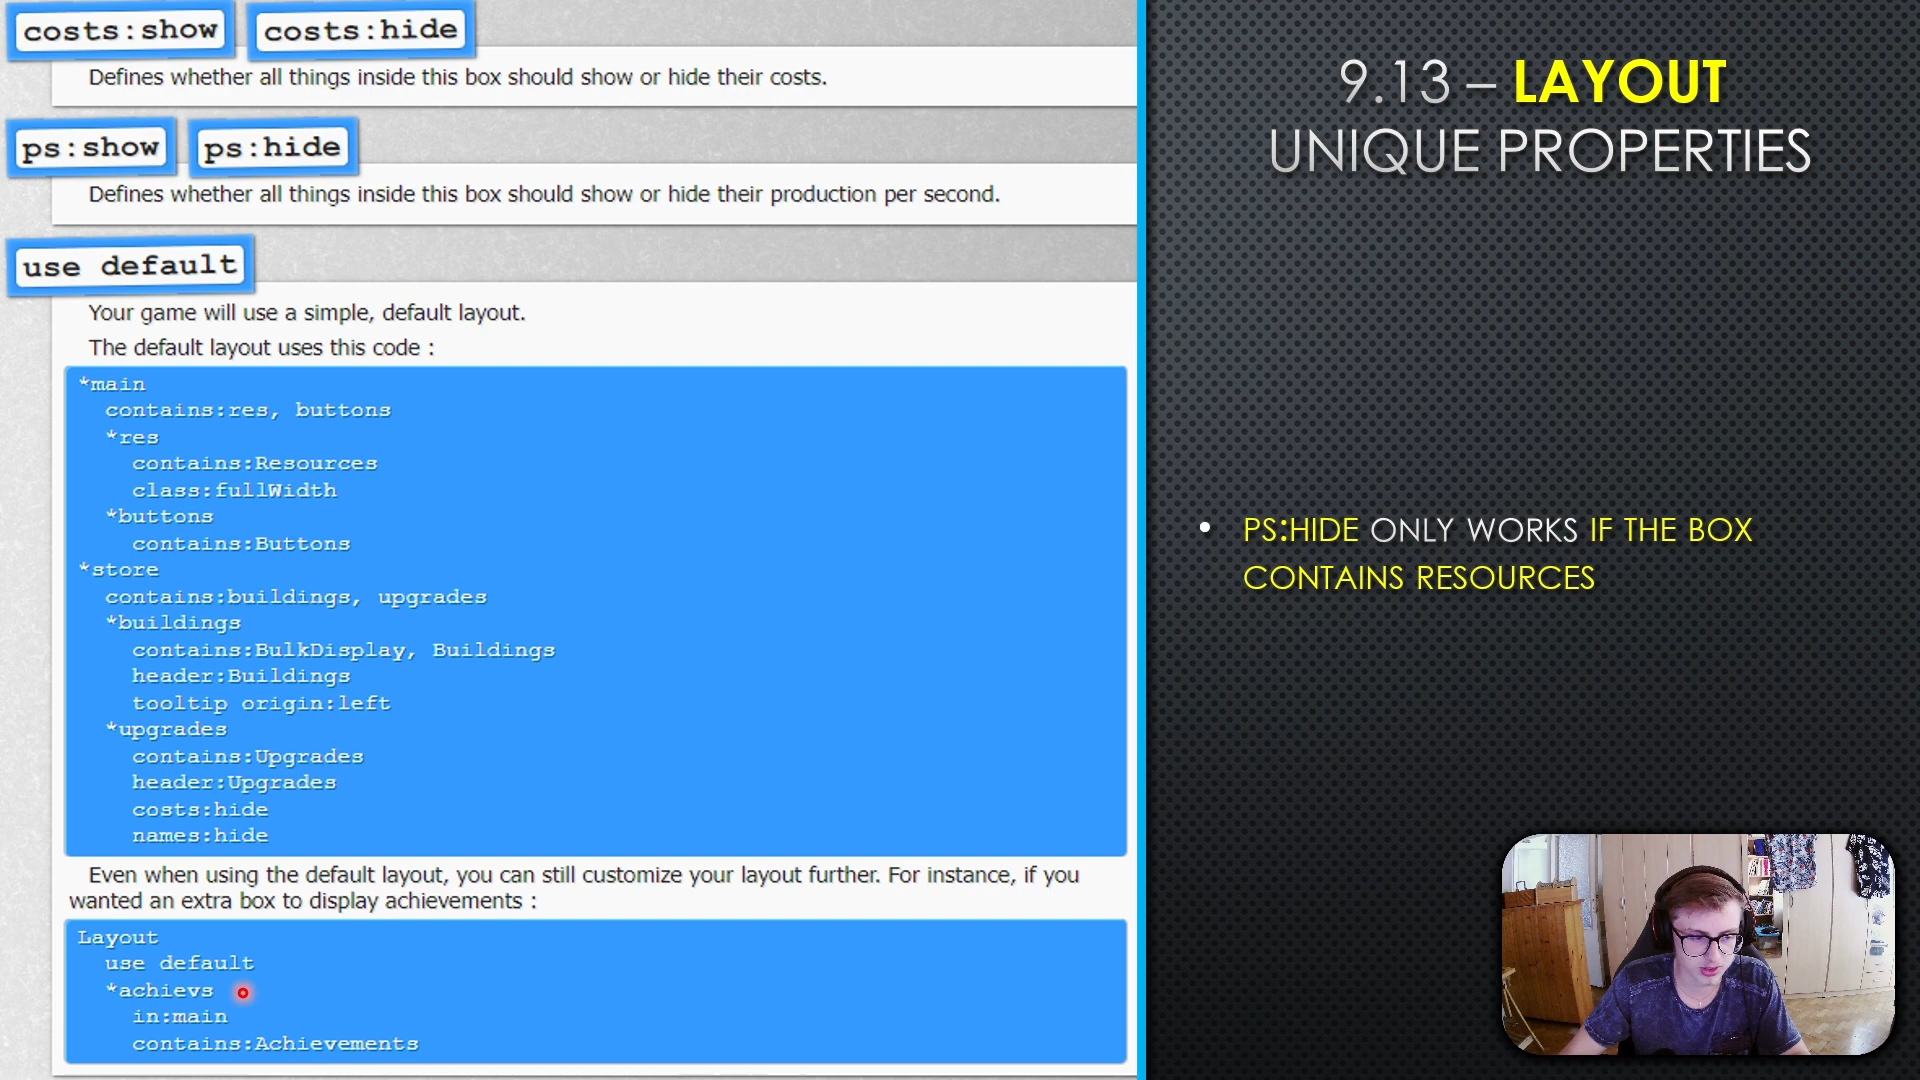 costs:show costs:hide
Defines whether all things inside this box should show or hide their costs.
ps:show ps:hide
Defines whether all things inside this box should show or hide their production per second.
use default
Your game will use a simple, default layout.
The default layout uses this code :
*main
contains:res, buttons
*res
contains:Resources
class:fullWidth
*buttons
contains:Buttons
*store
contains:buildings, upgrades
*buildings
contains:BulkDisplay, Buildings
header:Buildings
tooltip origin:left
*upgrades
contains:Upgrades
header:Upgrades
costs:hide
names:hide
Even when using the default layout, you can still customize your layout further. For instance, if you
wanted an extra box to display achievements :
Layout
use default
*achievs
in:main
contains:Achievements
9.13 – LAYOUT
UNIQUE PROPERTIES
• PS:HIDE ONLY WORKS IF THE BOX
CONTAINS RESOURCES